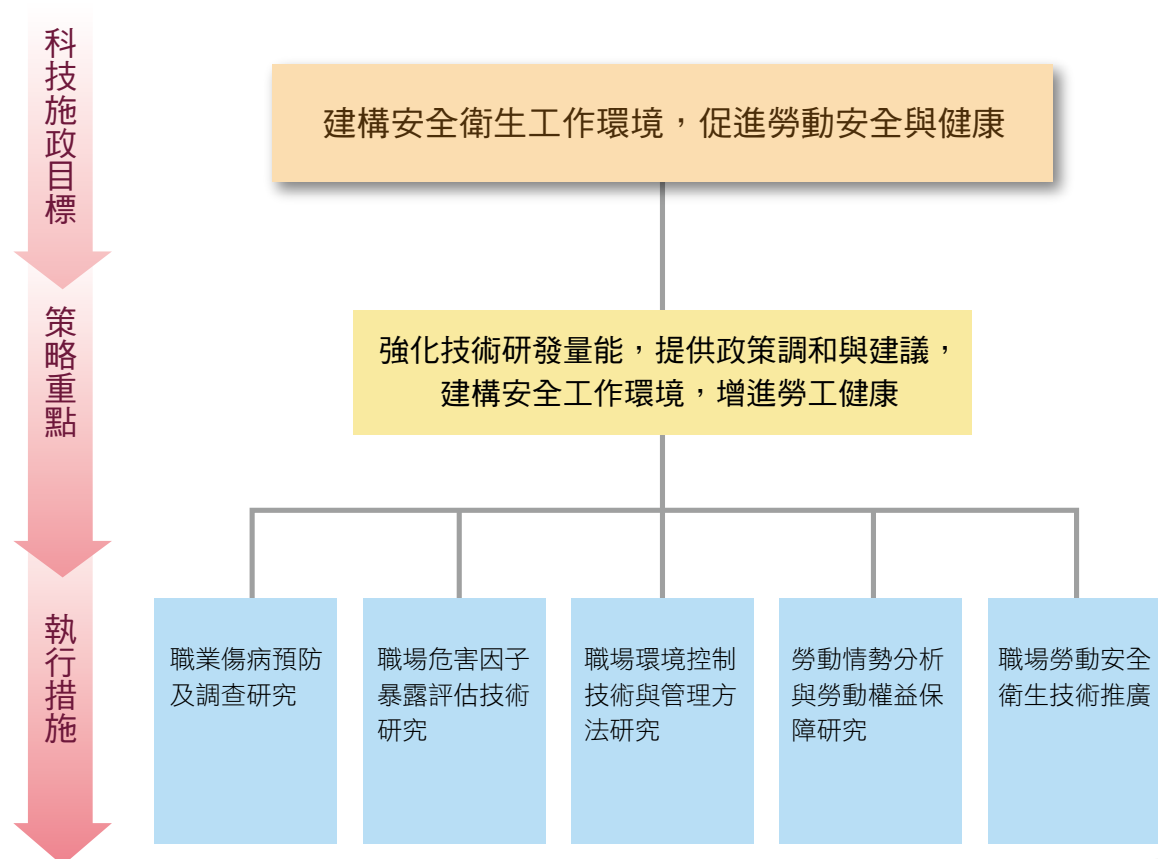 科技施政目標
建構安全衛生工作環境，促進勞動安全與健康
策略重點
強化技術研發量能，提供政策調和與建議，
建構安全工作環境，增進勞工健康
執行措施
職業傷病預防
及調查研究
職場危害因子
暴露評估技術
研究
職場環境控制
技術與管理方
法研究
勞動情勢分析
與勞動權益保
障研究
職場勞動安全
衛生技術推廣